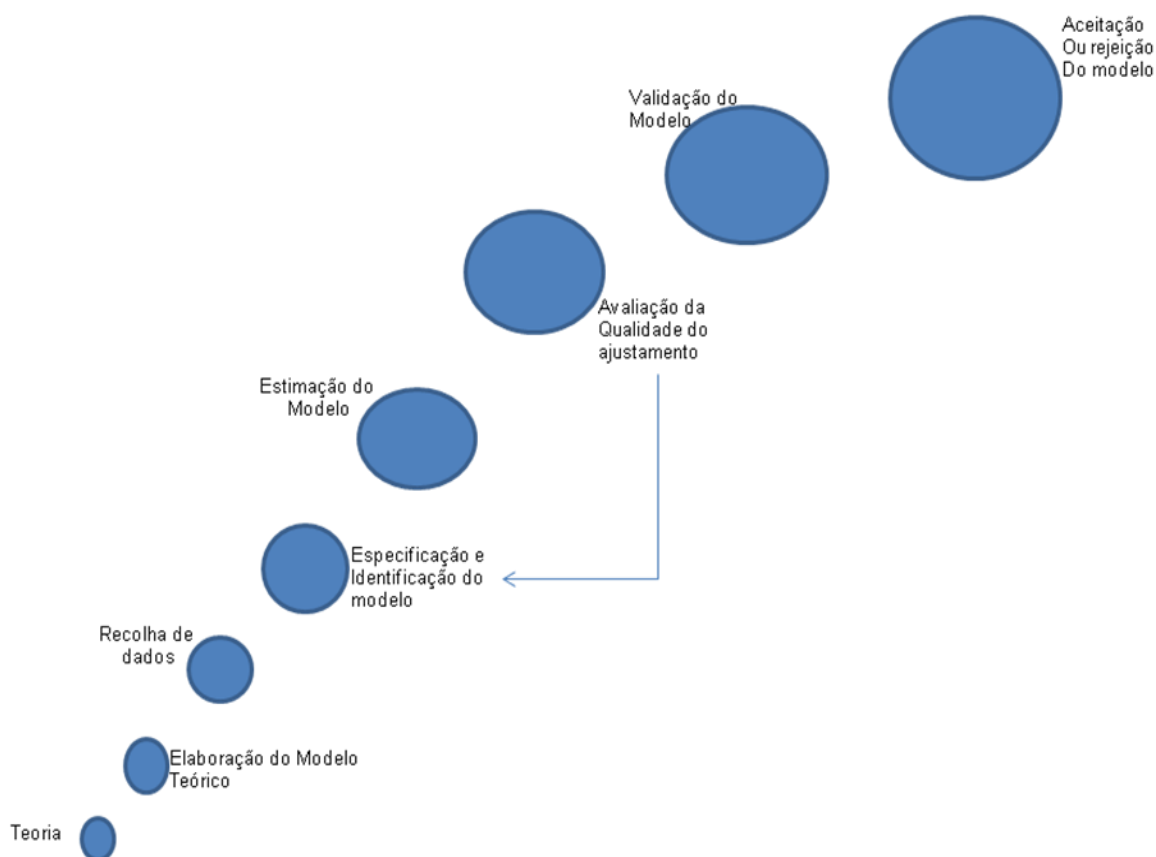 Aceitação
Ou rejeição
Do modelo
Validação do
Modelo
Avaliação da
Qualidade do
ajustamento
Estimação do
Modelo
Especificação e
Identificação do
modelo
Recolha de
dados
Elaboração do Modelo
Teórico
Teoria